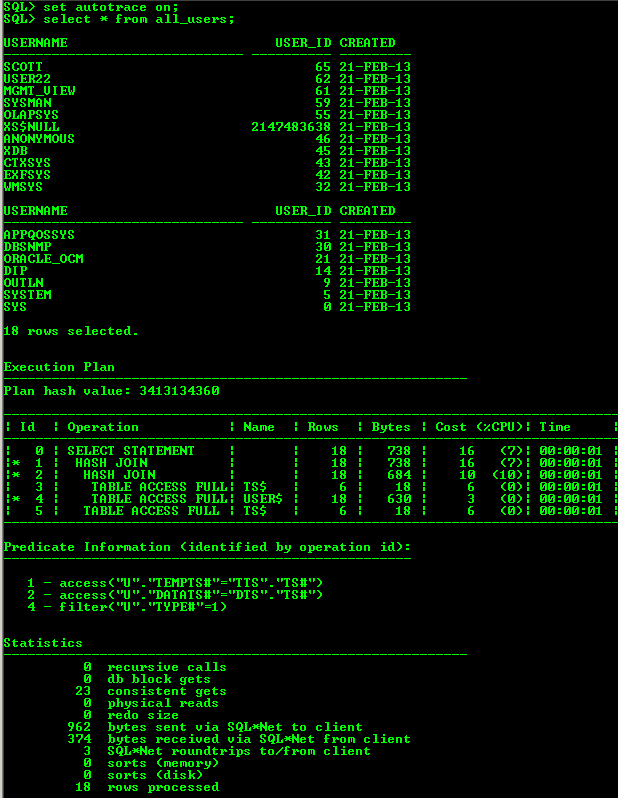 SQL> set autotrace on;
SQL> select * from all_users;
USERNAME                          USER_ID CREATED
------------------------------ ---------- ---------
SCOTT                                  65 21-FEB-13
USER22                                 62 21-FEB-13
MGMT_VIEW                              61 21-FEB-13
SYSMAN                                 59 21-FEB-13
OLAPSYS                                55 21-FEB-13
XS$NULL                        2147483638 21-FEB-13
ANONYMOUS                              46 21-FEB-13
XDB                                    45 21-FEB-13
CTXSYS                                 43 21-FEB-13
EXFSYS                                 42 21-FEB-13
WMSYS                                  32 21-FEB-13
USERNAME                          USER_ID CREATED
------------------------------ ---------- ---------
APPQOSSYS                              31 21-FEB-13
DBSNMP                                 30 21-FEB-13
ORACLE_OCM                             21 21-FEB-13
DIP                                    14 21-FEB-13
OUTLN                                   9 21-FEB-13
SYSTEM                                  5 21-FEB-13
SYS                                     0 21-FEB-13
18 rows selected.
Execution Plan
----------------------------------------------------------
Plan hash value: 3413134360
-----------------------------------------------------------------------------
| Id  | Operation           | Name  | Rows  | Bytes | Cost (%CPU)| Time     |
-----------------------------------------------------------------------------
|   0 | SELECT STATEMENT    |       |    18 |   738 |    16   (7)| 00:00:01 |
|*  1 |  HASH JOIN          |       |    18 |   738 |    16   (7)| 00:00:01 |
|*  2 |   HASH JOIN         |       |    18 |   684 |    10  (10)| 00:00:01 |
|   3 |    TABLE ACCESS FULL| TS$   |     6 |    18 |     6   (0)| 00:00:01 |
|*  4 |    TABLE ACCESS FULL| USER$ |    18 |   630 |     3   (0)| 00:00:01 |
|   5 |   TABLE ACCESS FULL | TS$   |     6 |    18 |     6   (0)| 00:00:01 |
-----------------------------------------------------------------------------
Predicate Information (identified by operation id):
---------------------------------------------------
1 - access("U"."TEMPTS#"="TTS"."TS#")
2 - access("U"."DATATS#"="DTS"."TS#")
4 - filter("U"."TYPE#"=1)
Statistics
----------------------------------------------------------
0  recursive calls
0  db block gets
23  consistent gets
0  physical reads
0  redo size
962  bytes sent via SQL*Net to client
374  bytes received via SQL*Net from client
3  SQL*Net roundtrips to/from client
0  sorts (memory)
0  sorts (disk)
18  rows processed